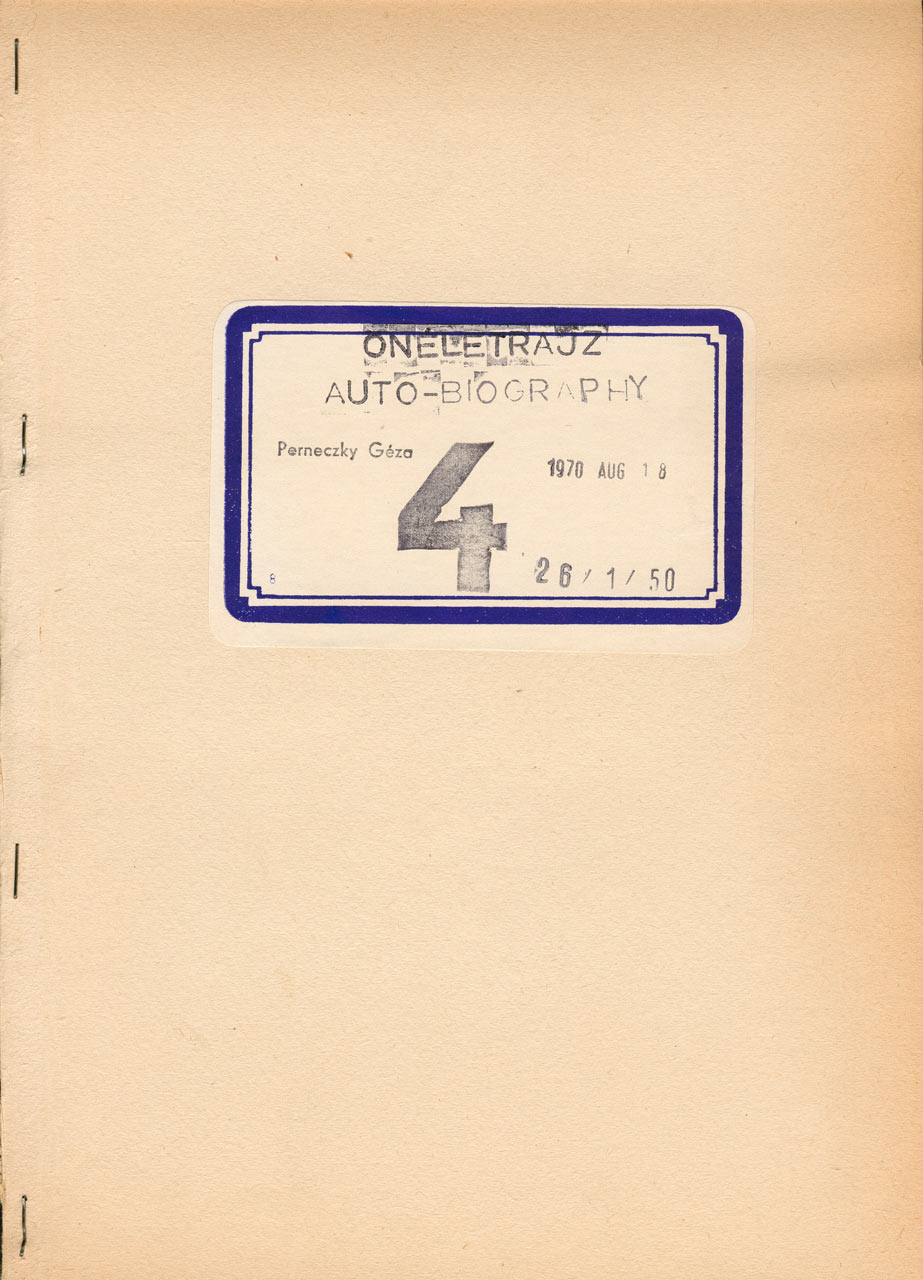 ÖNÉLETRAJZ
AUTO-BIOGRAPHY
Perneczky Géza
4
1970 AUG 18
26/1/50
8